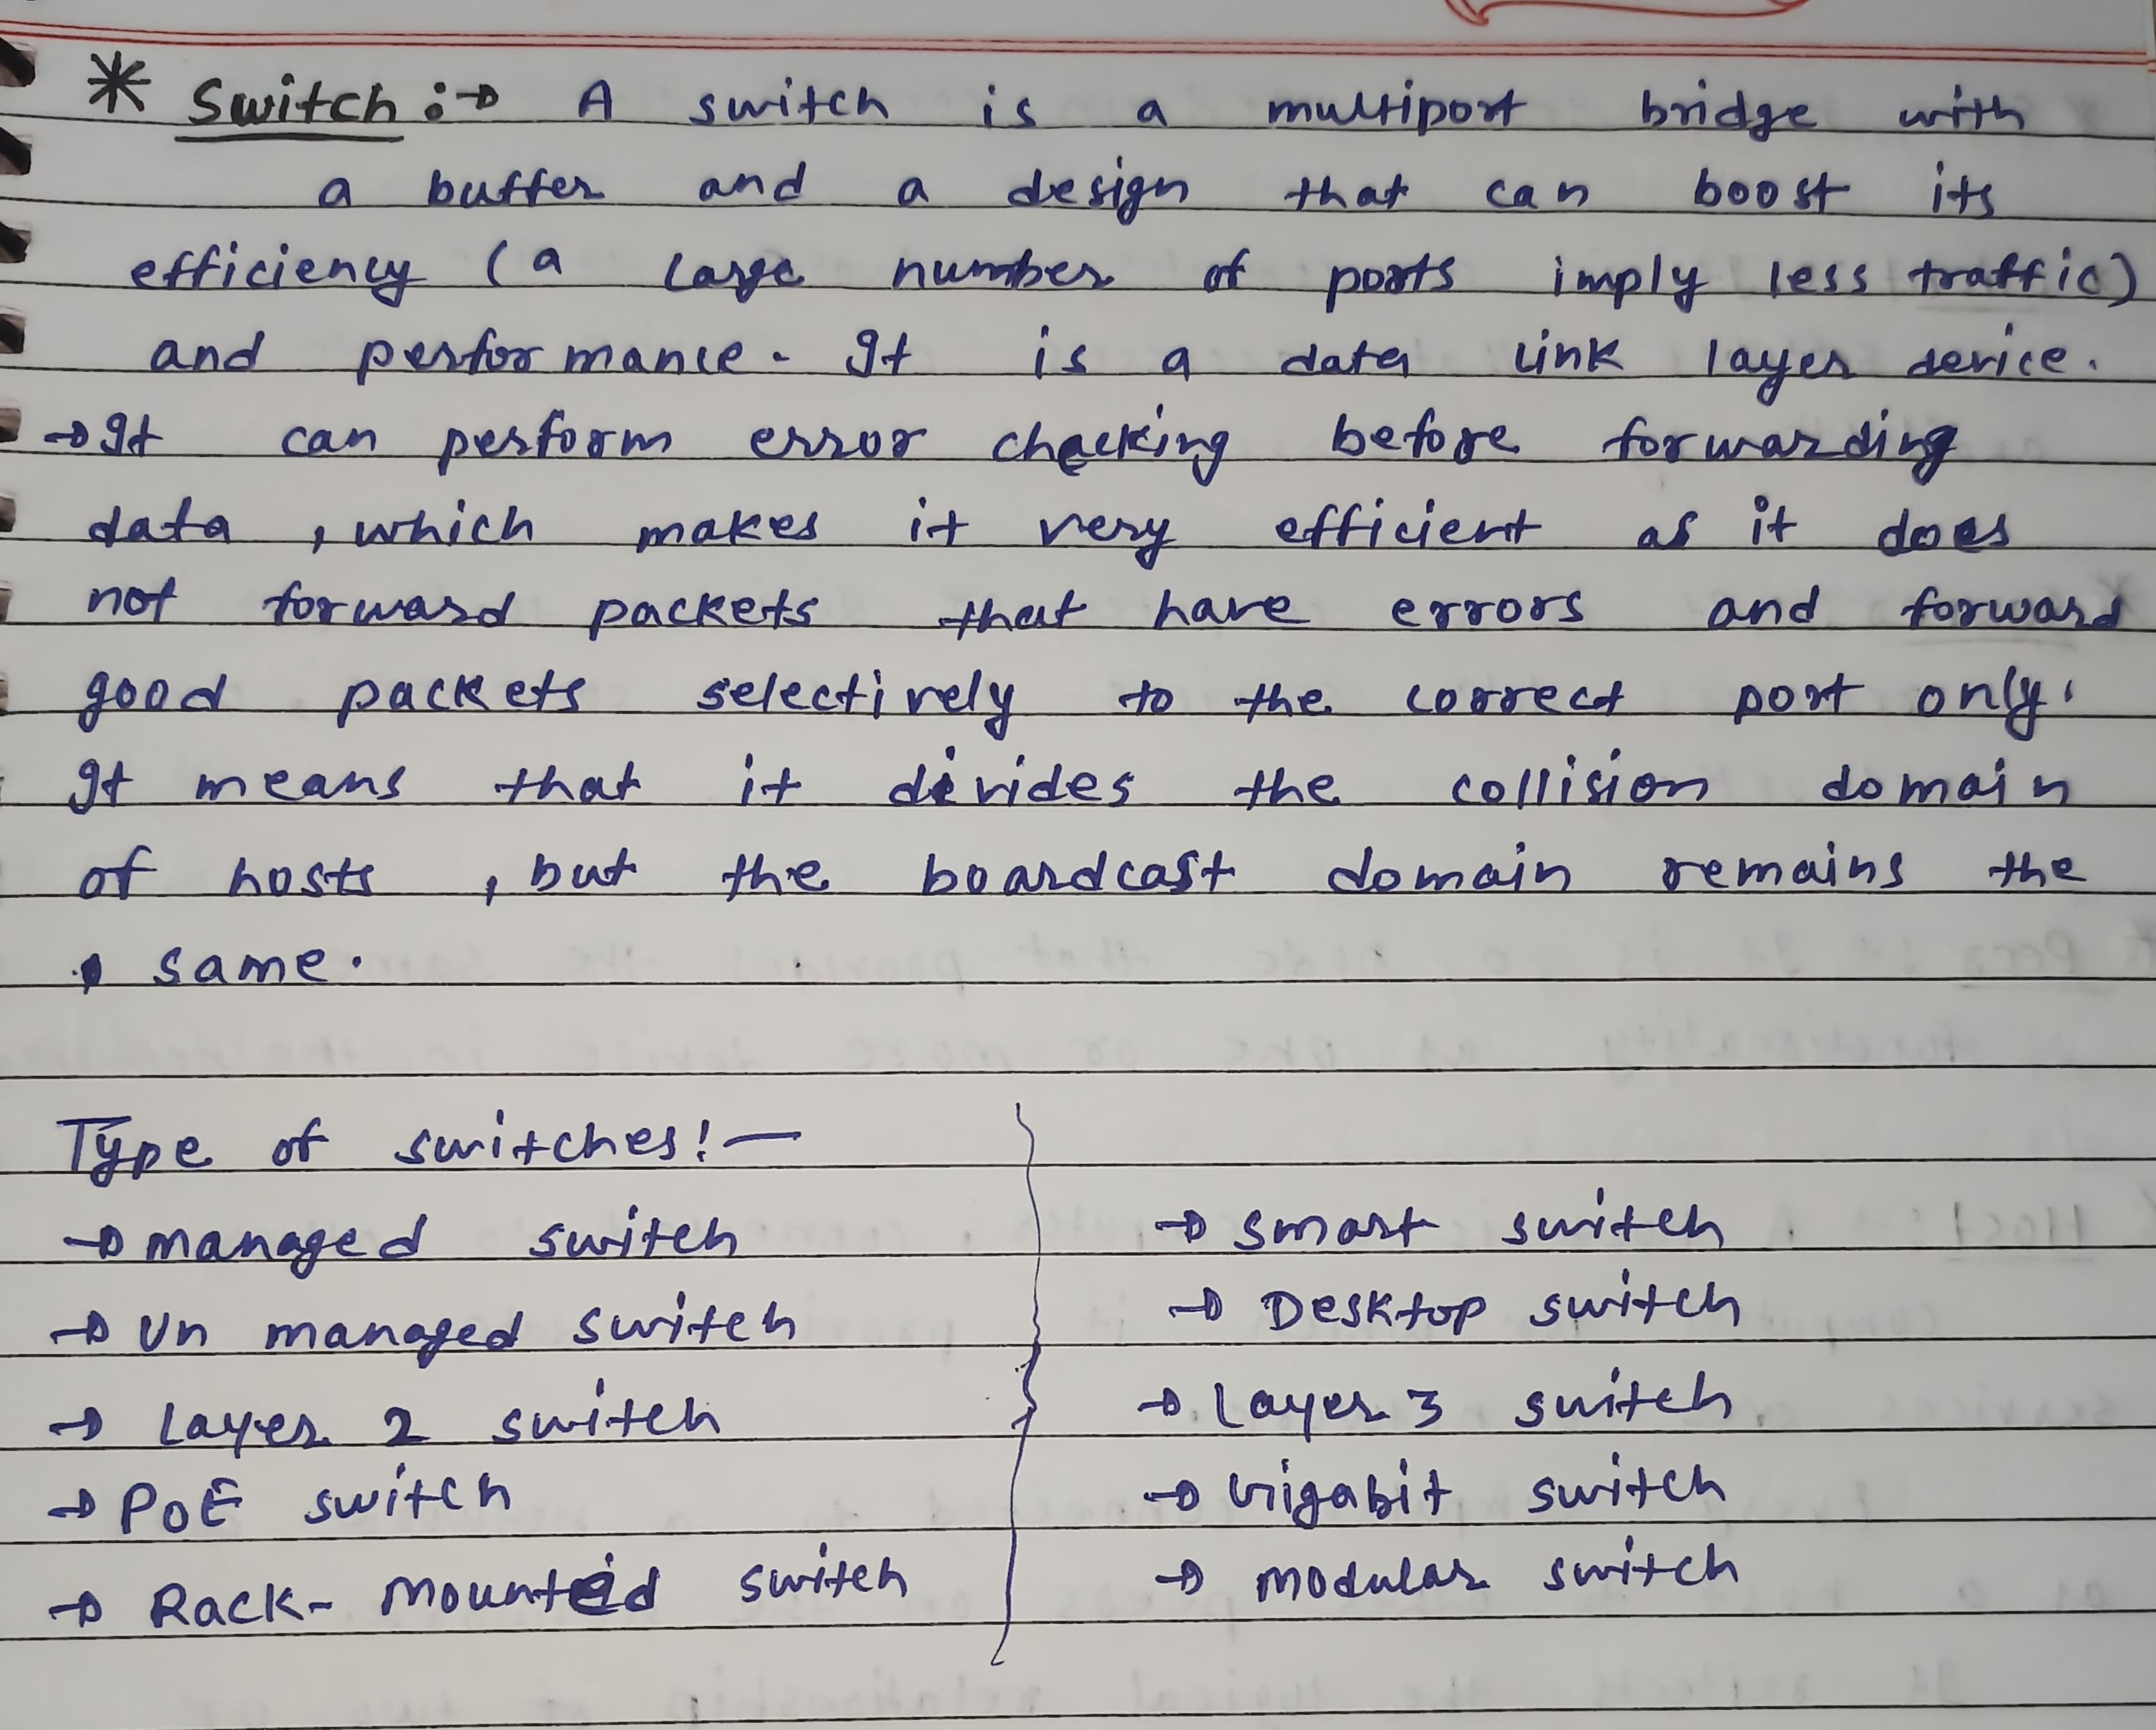 * Switch :→ A switch is a multiport bridge with
a buffer and a design that can boost its
efficiency (a large number of ports imply less traffic)
and performance. It is a data link layer device.
→ It can perform error checking before forwarding
data, which makes it very efficient as it does
not forward packets that have errors and forward
good packets selectively to the correct port only.
It means that it divides the collision domain
of hosts, but the boardcast domain remains the
same.
Type of switches:—
→ managed switch
→ Un managed switch
→ Layer 2 switch
→ PoE switch
→ Rack-mounted switch
→ smart switch
→ Desktop switch
→ Layer 3 switch
→ Gigabit switch
→ modular switch